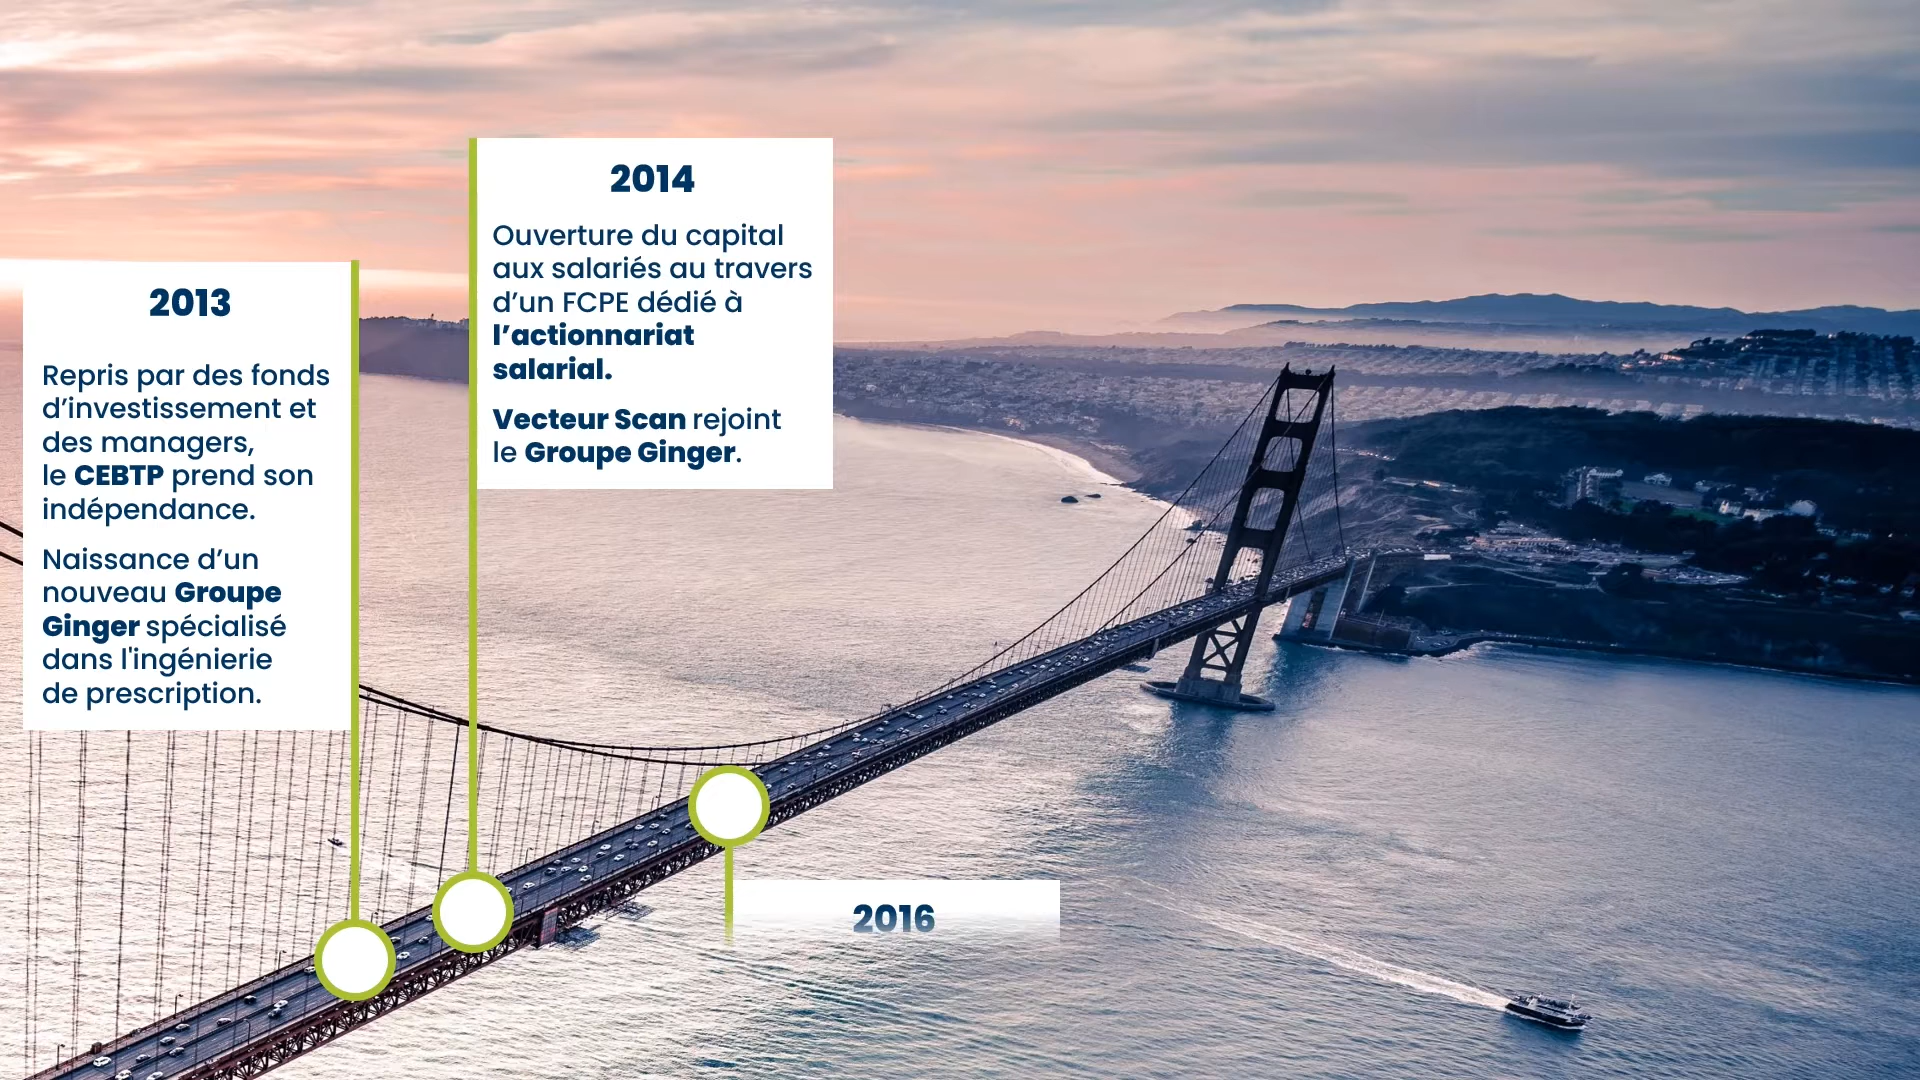 2013
Repris par des fonds
d’investissement et
des managers,
le CEBTP prend son
indépendance.
Naissance d’un
nouveau Groupe
Ginger spécialisé
dans l'ingénierie
de prescription.
2014
Ouverture du capital
aux salariés au travers
d’un FCPE dédié à
l’actionnariat
salarial.
Vecteur Scan rejoint
le Groupe Ginger.
2016